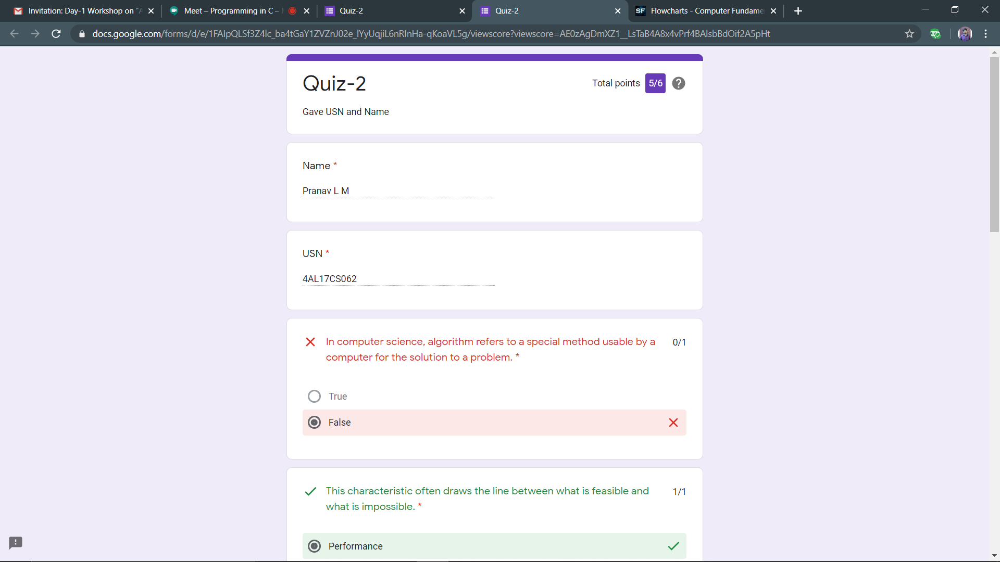 Invitation: Day-1 Workshop on “A
Meet – Programming in C –
Quiz-2
Quiz-2
SF
Flowcharts - Computer Fundame
docs.google.com/forms/d/e/1FAIpQLSf3Z4lc_ba4tGaY1ZVZnJ02e_lYyUqjiL6nRInHa-qKoaVL5g/viewscore?viewscore=AE0zAgDmXZ1__LsTaB4A8x4vPrf4BAlsbBdOif2A5pHt
Quiz-2
Total points 5/6 ?
Gave USN and Name
Name *
Pranav L M
USN *
4AL17CS062
In computer science, algorithm refers to a special method usable by a
computer for the solution to a problem. *
0/1
True
False
This characteristic often draws the line between what is feasible and
what is impossible. *
1/1
Performance